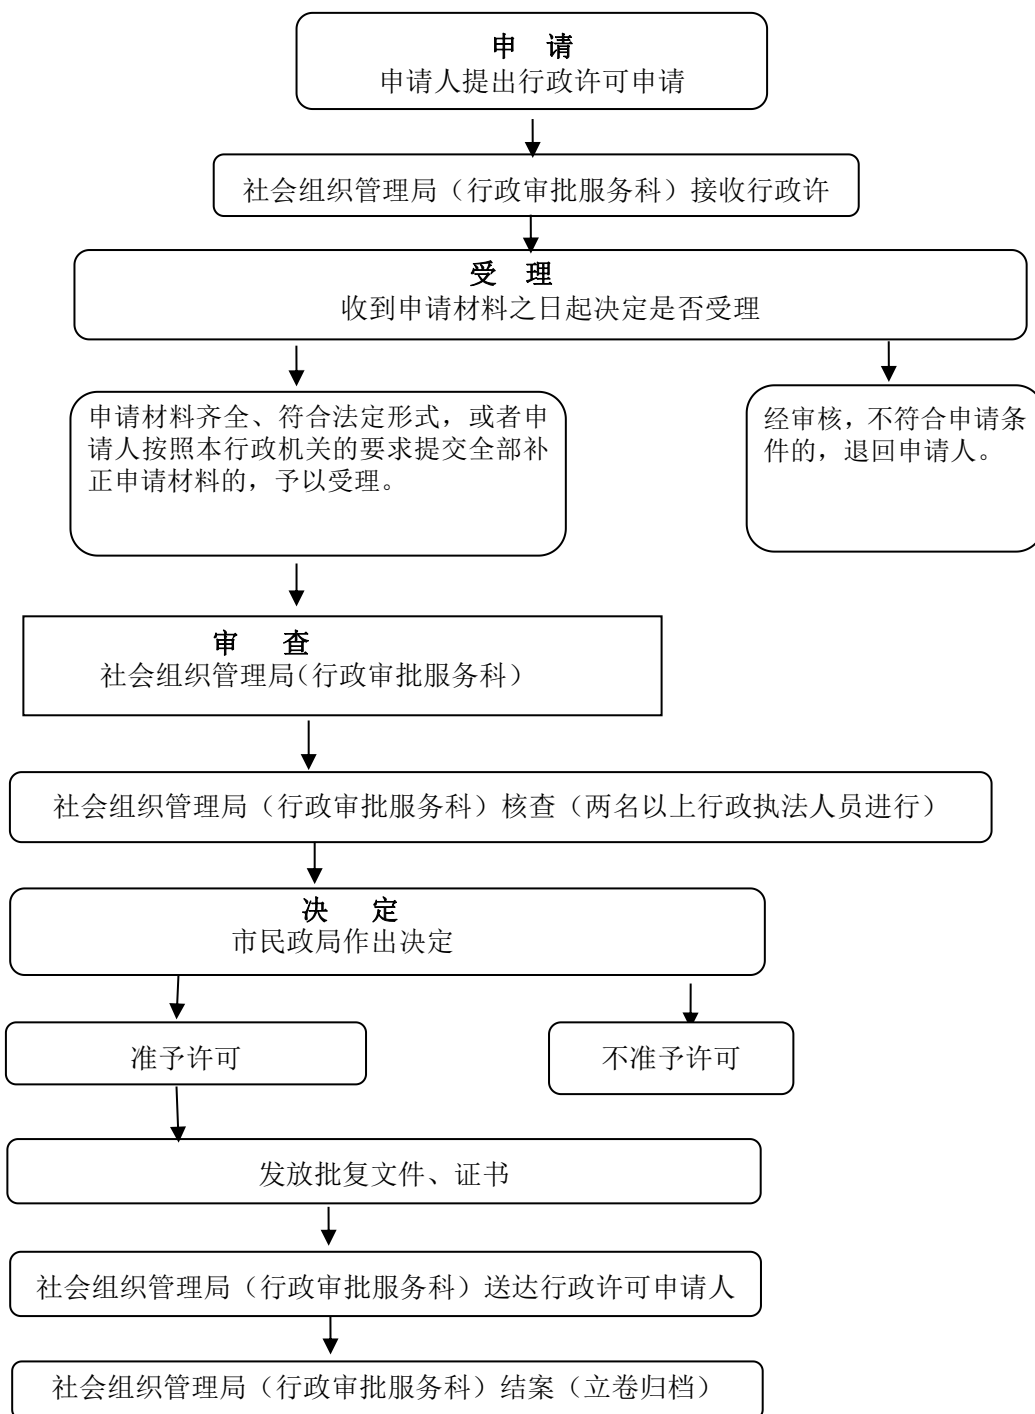 申 请
申请人提出行政许可申请
社会组织管理局（行政审批服务科）接收行政许
受 理
收到申请材料之日起决定是否受理
申请材料齐全、符合法定形式，或者申
请人按照本行政机关的要求提交全部补
正申请材料的，予以受理。
经审核，不符合申请条
件的，退回申请人。
审 查
社会组织管理局（行政审批服务科）
社会组织管理局（行政审批服务科）核查（两名以上行政执法人员进行）
决 定
市民政局作出决定
准予许可
不准予许可
发放批复文件、证书
社会组织管理局（行政审批服务科）送达行政许可申请人
社会组织管理局（行政审批服务科）结案（立卷归档）